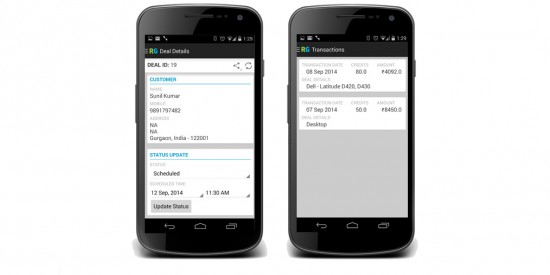 1:25
RG Deal Details
DEAL ID: 19
CUSTOMER
NAME
Sunil Kumar
MOBILE
9891797482
ADDRESS
NA
NA
Gurgaon, India - 122001
STATUS UPDATE
STATUS
Scheduled
SCHEDULED TIME
12 Sep, 2014 11:30 AM
Update Status
1:29
RG Transactions
TRANSACTION DATE CREDITS AMOUNT
08 Sep 2014 80.0 ₹4092.0
DEAL DETAILS
Dell - Latitude D420, D430
TRANSACTION DATE CREDITS AMOUNT
07 Sep 2014 50.0 ₹8450.0
DEAL DETAILS
Desktop